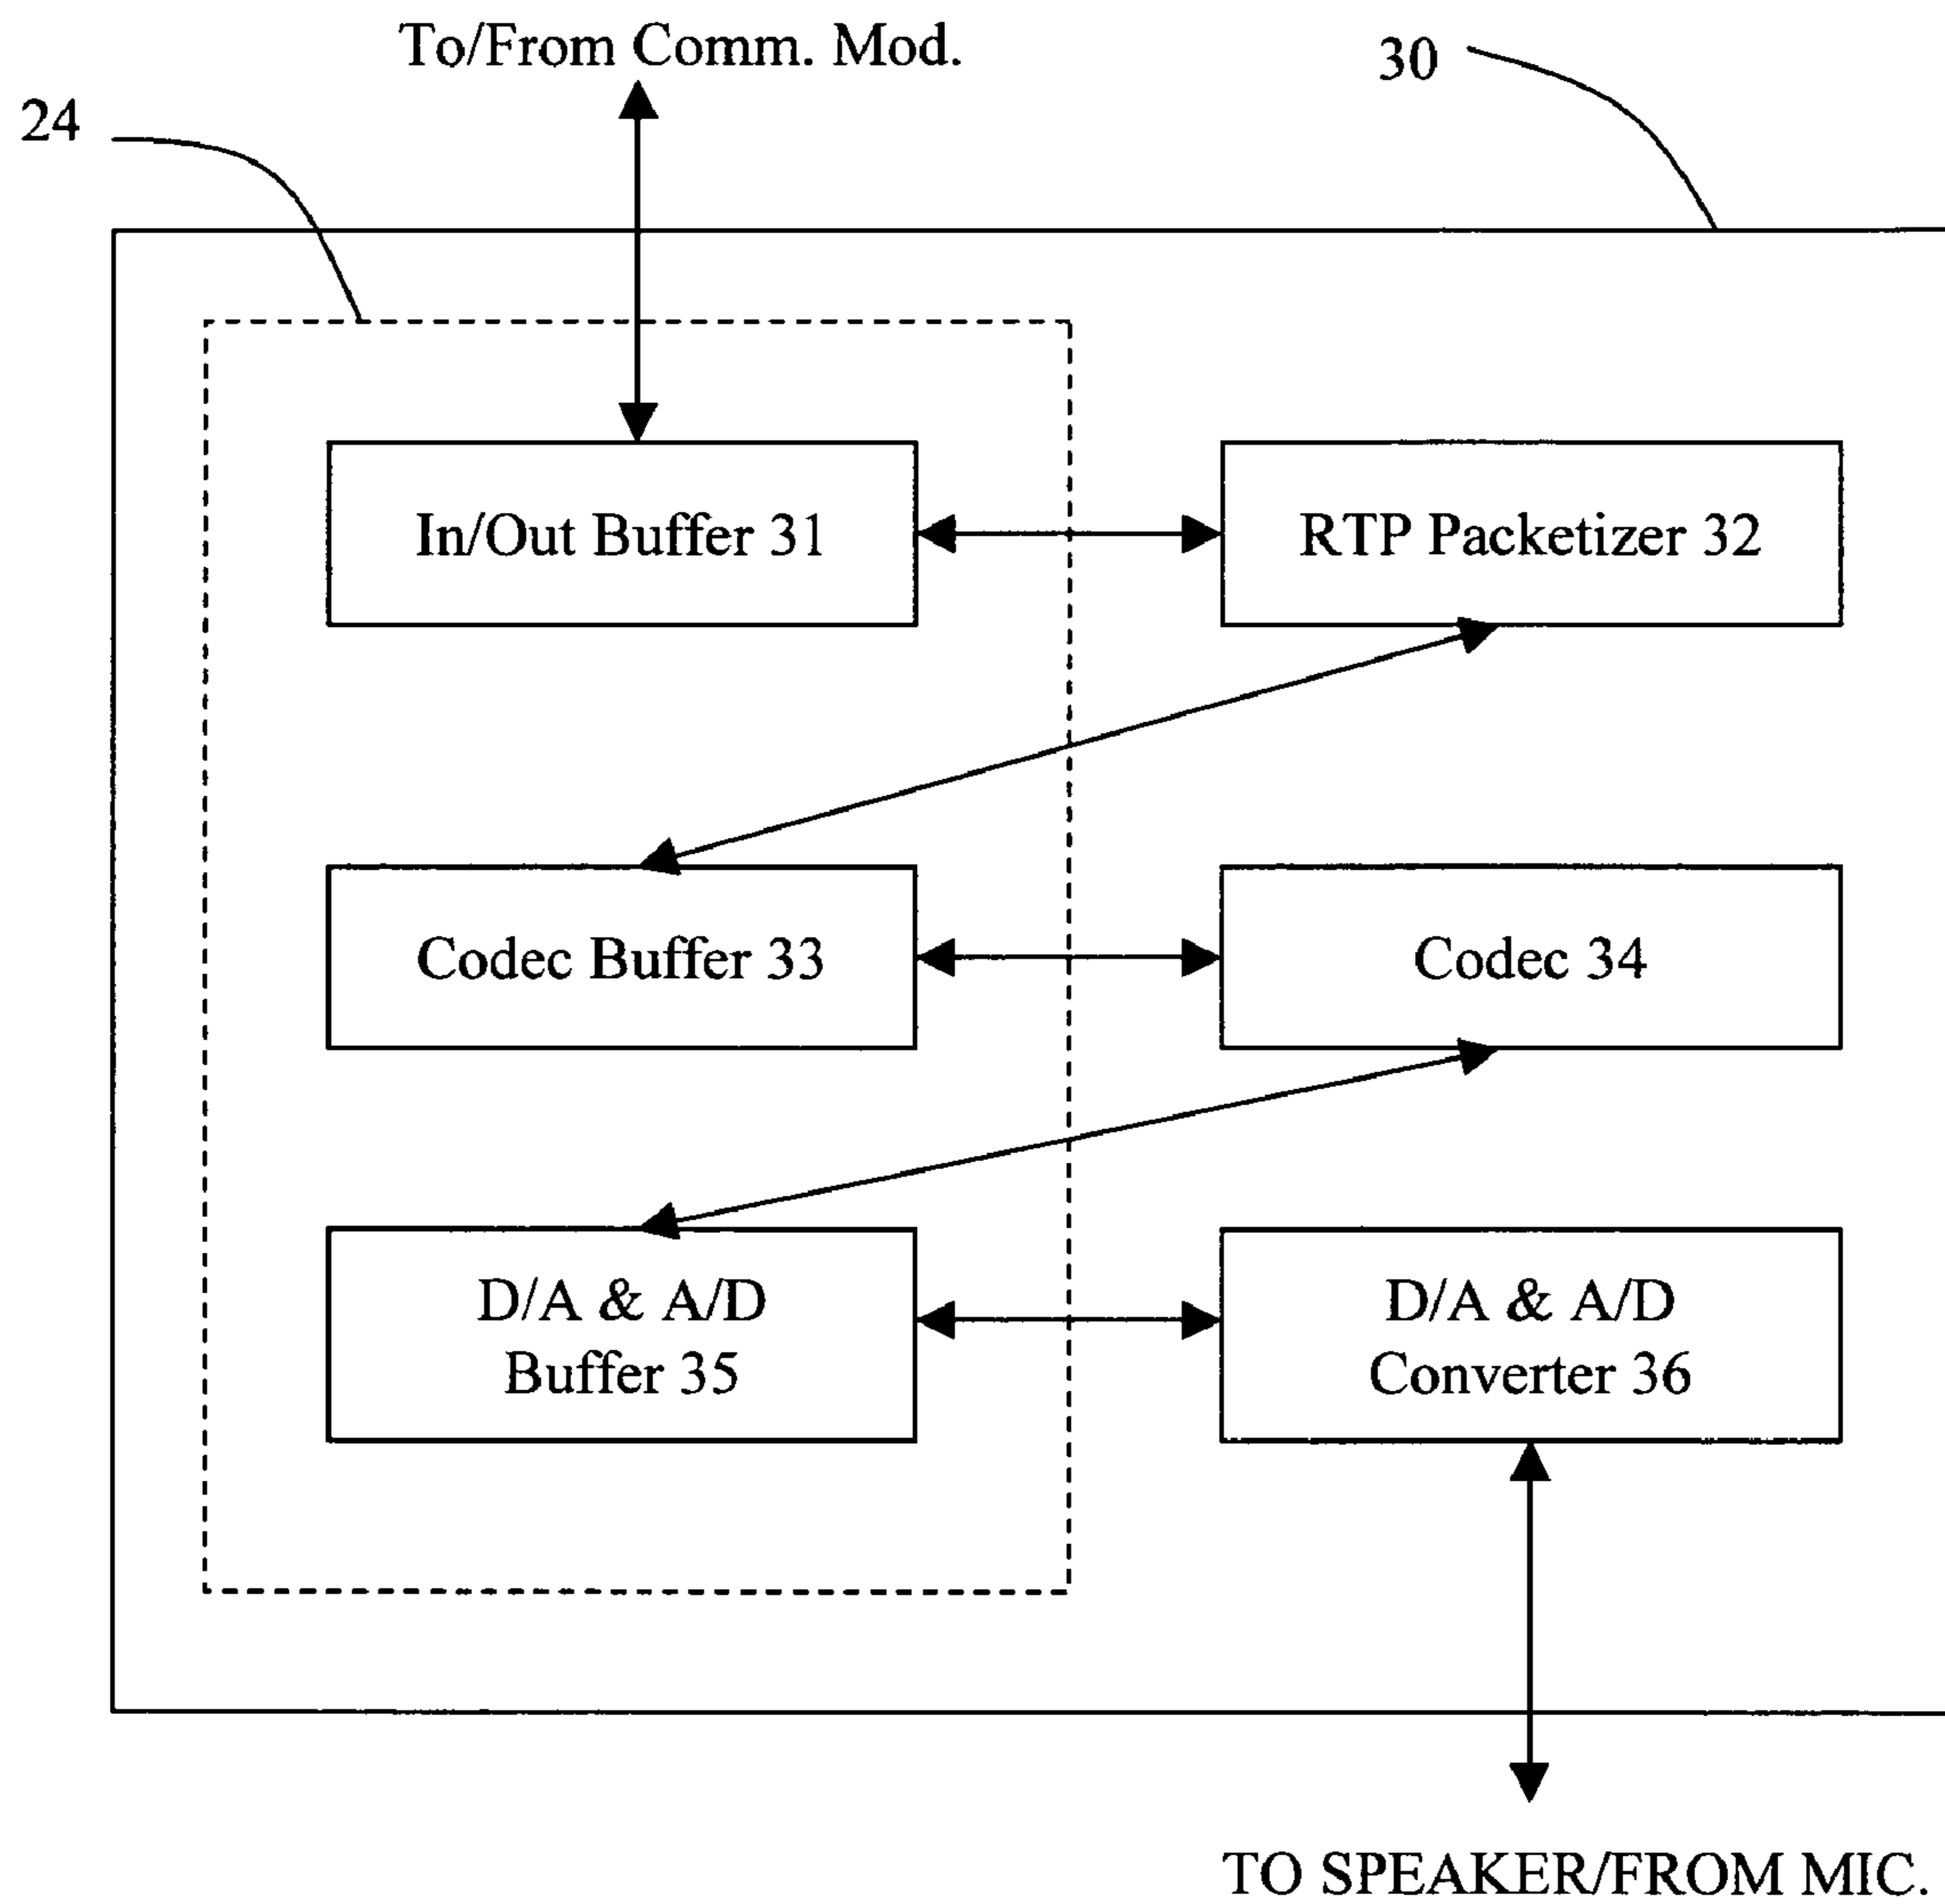 To/From Comm. Mod.
30
24
In/Out Buffer 31
RTP Packetizer 32
Codec Buffer 33
Codec 34
D/A & A/D
Buffer 35
D/A & A/D
Converter 36
TO SPEAKER/FROM MIC.